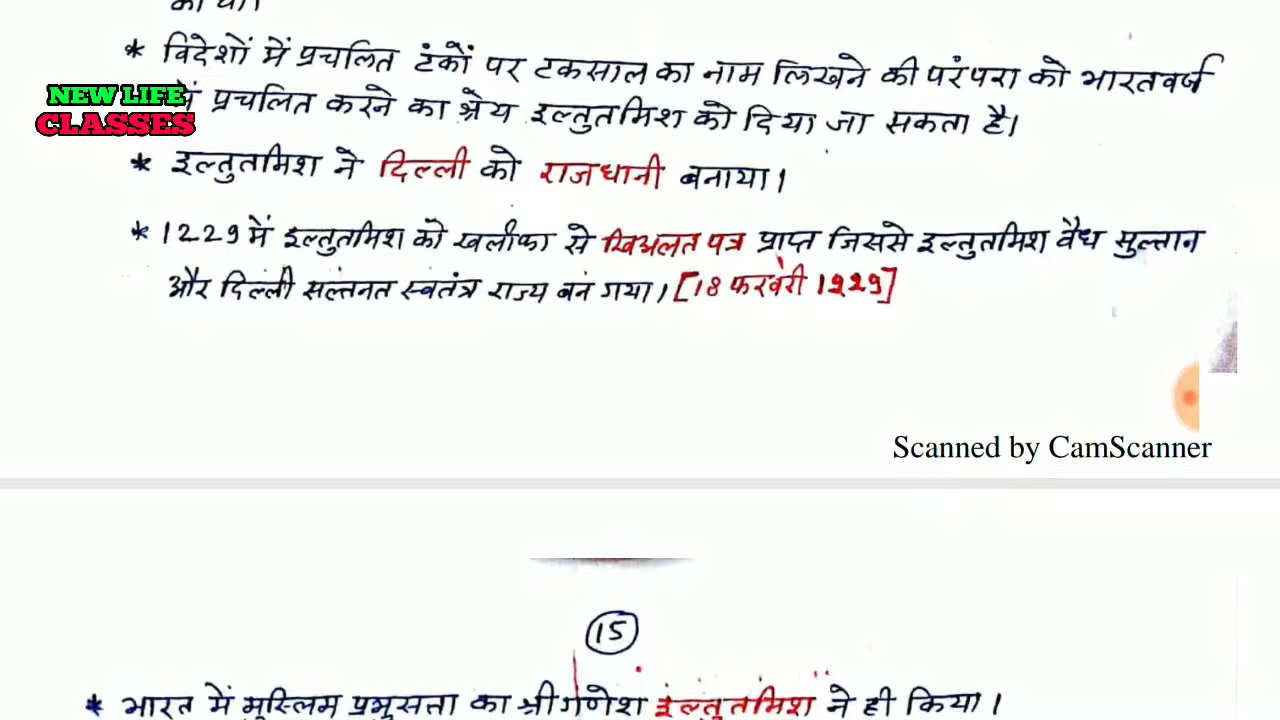 * विदेशों में प्रचलित टंकों पर टकसाल का नाम लिखने की परंपरा को भारतवर्ज
NEW LIFE
CLASSES
में प्रचलित करने का श्रेय इल्तुतमिश को दिया जा सकता है।
* इल्तुतमिश ने दिल्ली को राजधानी बनाया।
* 1229 में इल्तुतमिश को खलीफा से खिअलत पत्र प्राप्त जिससे इल्तुतमिश वैध सुल्तान
और दिल्ली सल्तनत स्वतंत्र राज्य बन गया। [18 फरवरी 1229]
Scanned by CamScanner
15
* भारत में मुस्लिम प्रभुसत्ता का श्रीगणेश इल्तुतमिश ने ही किया।